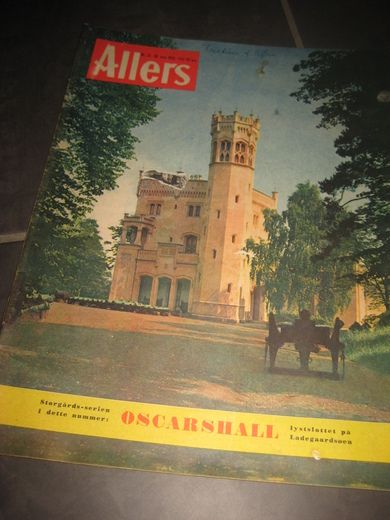 Allers
Storgårds-serien
i dette nummer:
OSCARSHALL
lystslottet på
Ladegaardsøen